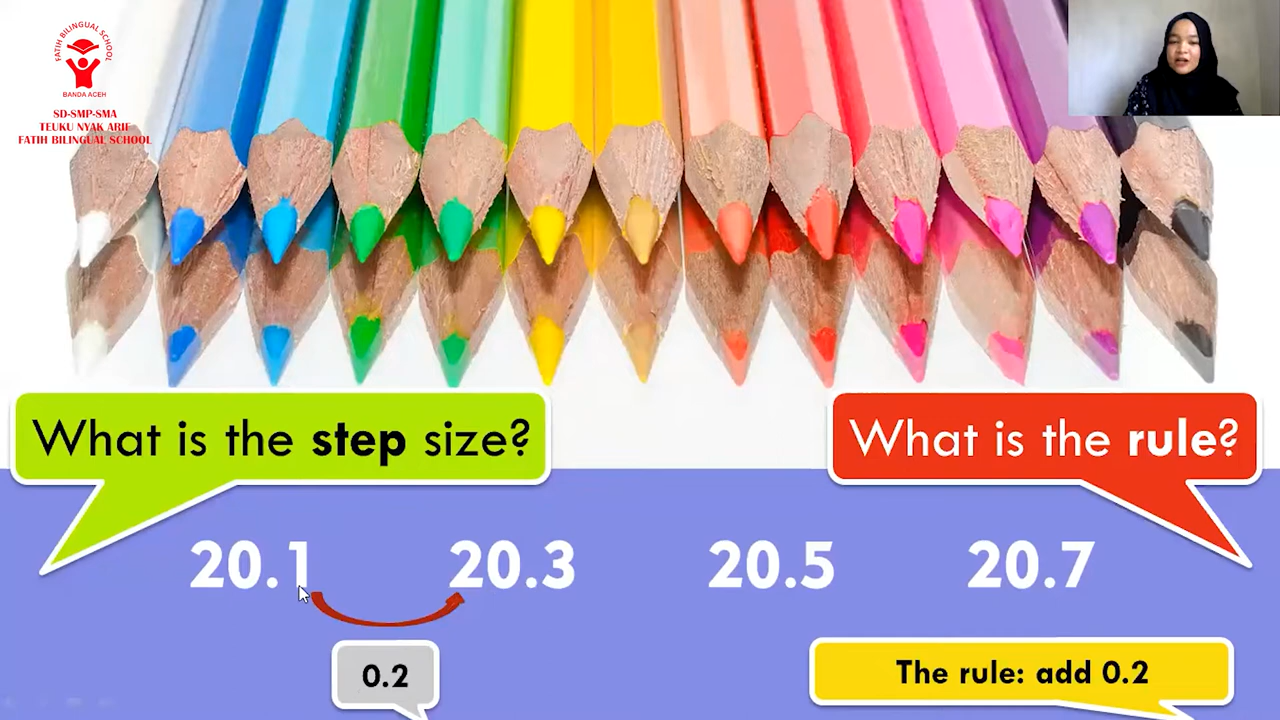 FATIH BILINGUAL SCHOOL
BANDA ACEH
SD-SMP-SMA
TEUKU NYAK ARIF
FATIH BILINGUAL SCHOOL
What is the step size?
What is the rule?
20.1 20.3 20.5 20.7
0.2
The rule: add 0.2